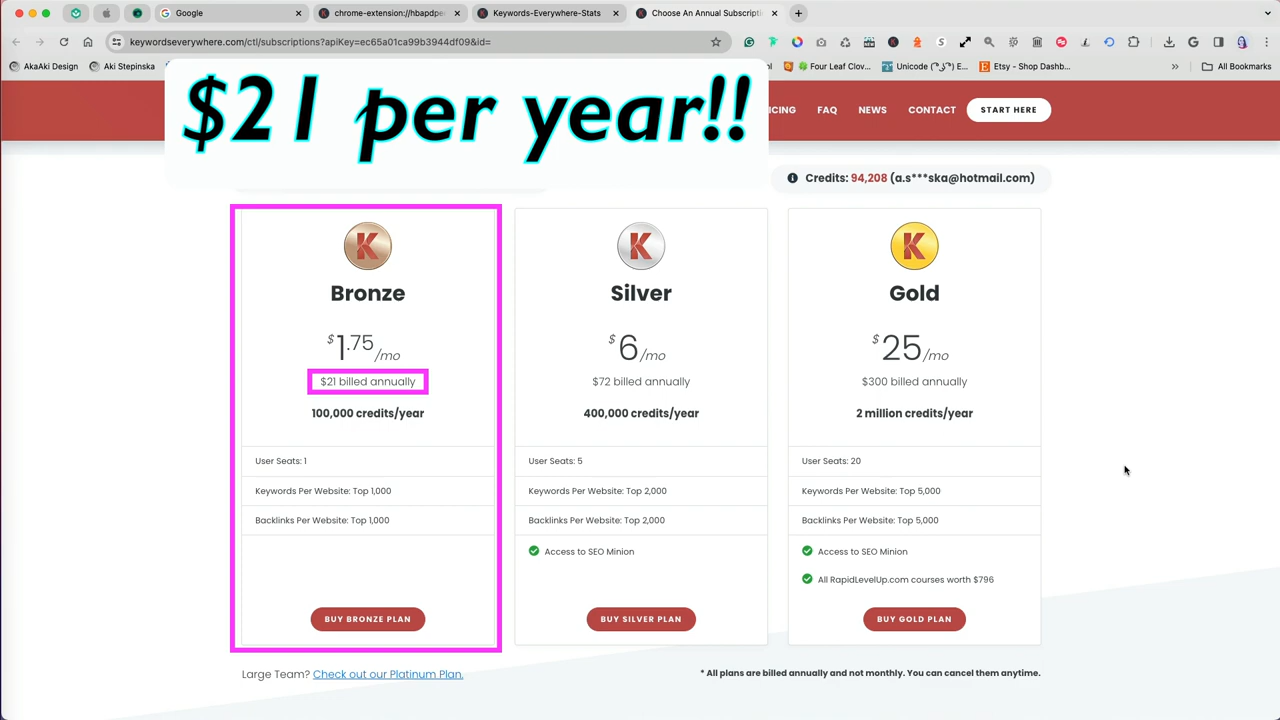 Google
chrome-extension://hbapdper
Keywords-Everywhere-Stats
Choose An Annual Subscripti
keywordseverywhere.com/ctl/subscriptions?apiKey=ec65a01ca99b3944df09&id=
AkaAki Design
Aki Stepinska
Four Leaf Clov...
Etsy - Shop Dashb...
All Bookmarks
$21 per year!!
FAQ
NEWS
CONTACT
START HERE
Credits: 94,208 (a.s***ska@hotmail.com)
Bronze
$1.75/mo
$21 billed annually
100,000 credits/year
User Seats: 1
Keywords Per Website: Top 1,000
Backlinks Per Website: Top 1,000
BUY BRONZE PLAN
Silver
$6/mo
$72 billed annually
400,000 credits/year
User Seats: 5
Keywords Per Website: Top 2,000
Backlinks Per Website: Top 2,000
Access to SEO Minion
BUY SILVER PLAN
Gold
$25/mo
$300 billed annually
2 million credits/year
User Seats: 20
Keywords Per Website: Top 5,000
Backlinks Per Website: Top 5,000
Access to SEO Minion
All RapidLevelUp.com courses worth $796
BUY GOLD PLAN
Large Team? Check out our Platinum Plan.
* All plans are billed annually and not monthly. You can cancel them anytime.